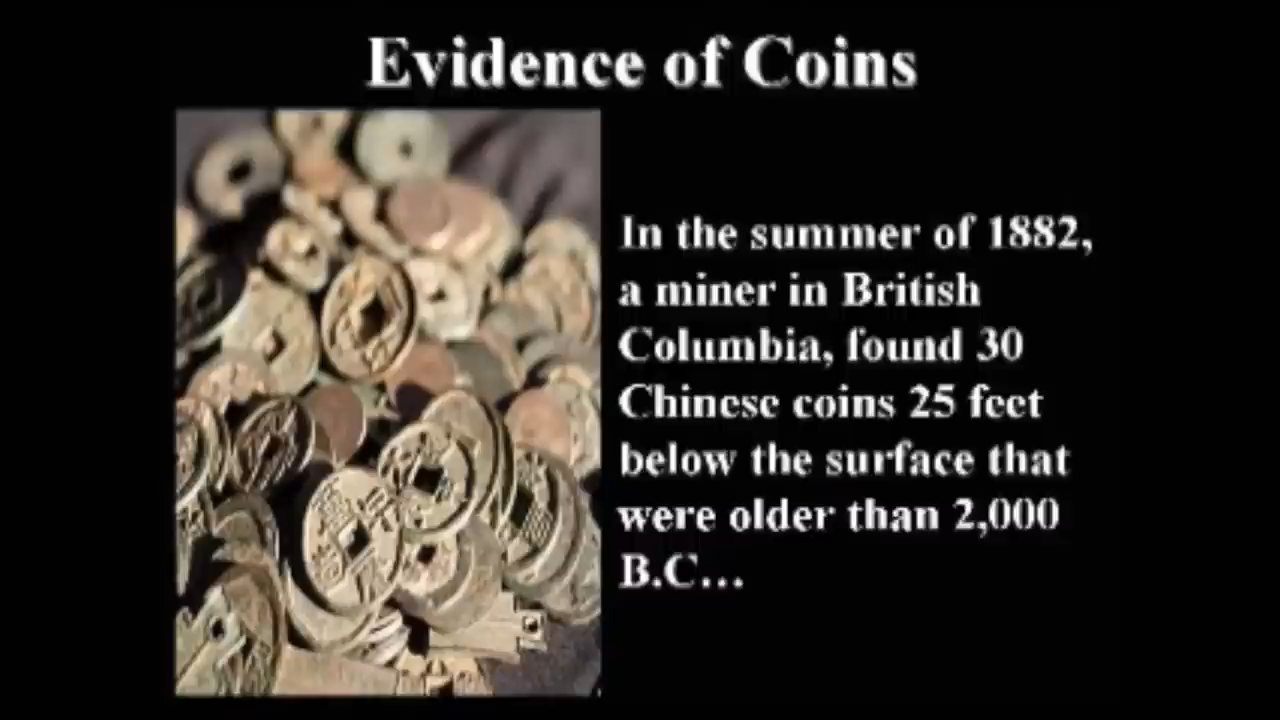 Evidence of Coins
In the summer of 1882,
a miner in British
Columbia, found 30
Chinese coins 25 feet
below the surface that
were older than 2,000
B.C...